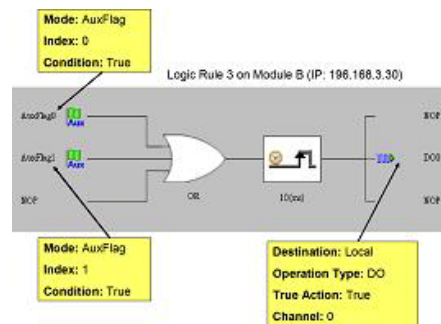 Mode: AuxFlag
Index: 0
Condition: True
Logic Rule 3 on Module B (IP: 196.168.3.30)
AuxFlag0
Aux
NOP
AuxFlag1
Aux
DO0
NOP
OR
10(ms)
NOP
Mode: AuxFlag
Index: 1
Condition: True
Destination: Local
Operation Type: DO
True Action: True
Channel: 0